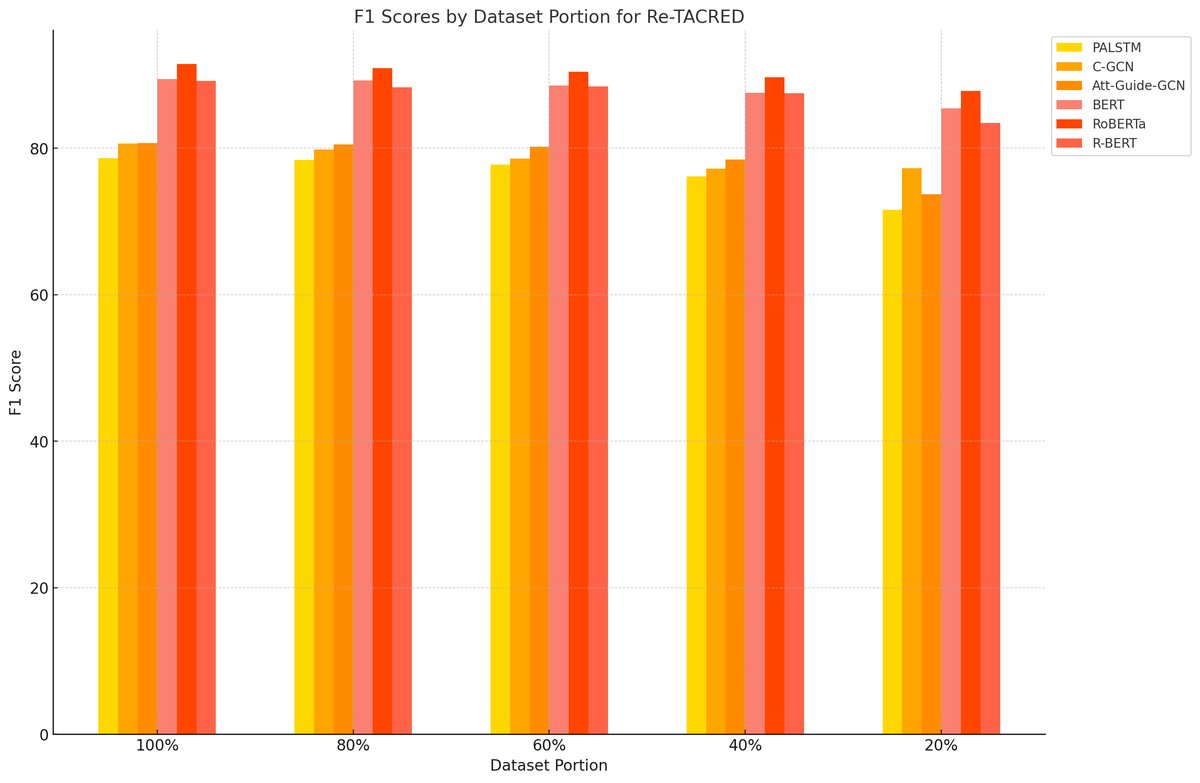 F1 Scores by Dataset Portion for Re-TACRED
PALSTM
C-GCN
Att-Guide-GCN
BERT
RoBERTa
R-BERT
F1 Score
80
60
40
20
0
100%
80%
60%
40%
20%
Dataset Portion